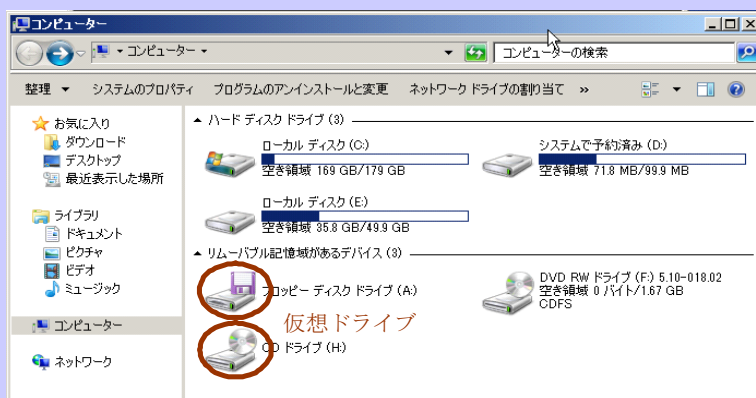 コンピューター
コンピューター
コンピューターの検索
整理 システムのプロパティ プログラムのアンインストールと変更 ネットワーク ドライブの割り当て »
お気に入り
ダウンロード
デスクトップ
最近表示した場所
ライブラリ
ドキュメント
ピクチャ
ビデオ
ミュージック
コンピューター
ネットワーク
ハード ディスク ドライブ (3)
ローカル ディスク (C:)
空き領域 169 GB/179 GB
システムで予約済み (D:)
空き領域 71.8 MB/99.9 MB
ローカル ディスク (E:)
空き領域 35.8 GB/49.9 GB
リムーバブル記憶域があるデバイス (3)
フロッピー ディスク ドライブ (A:)
DVD RW ドライブ (F:) 5.10-018.02
空き領域 0 バイト/1.67 GB
CDFS
仮想ドライブ
CD ドライブ (H:)